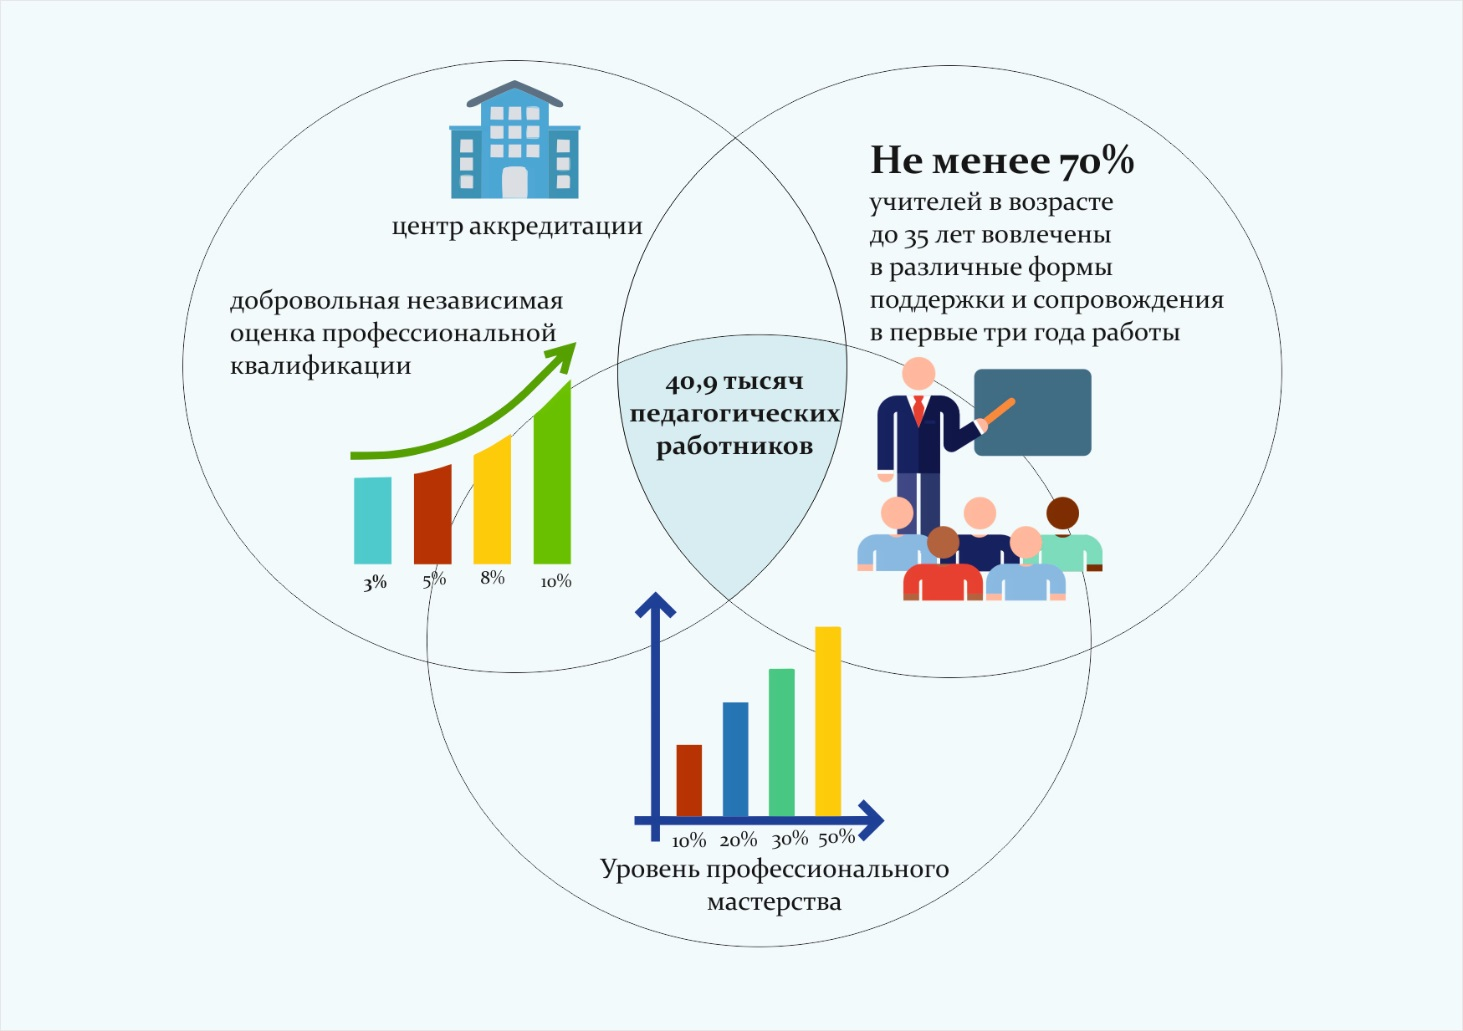 центр аккредитации
добровольная независимая
оценка профессиональной
квалификации
3% 5% 8% 10%
Не менее 70%
учителей в возрасте
до 35 лет вовлечены
в различные формы
поддержки и сопровождения
в первые три года работы
40,9 тысяч
педагогических
работников
10% 20% 30% 50%
Уровень профессионального
мастерства